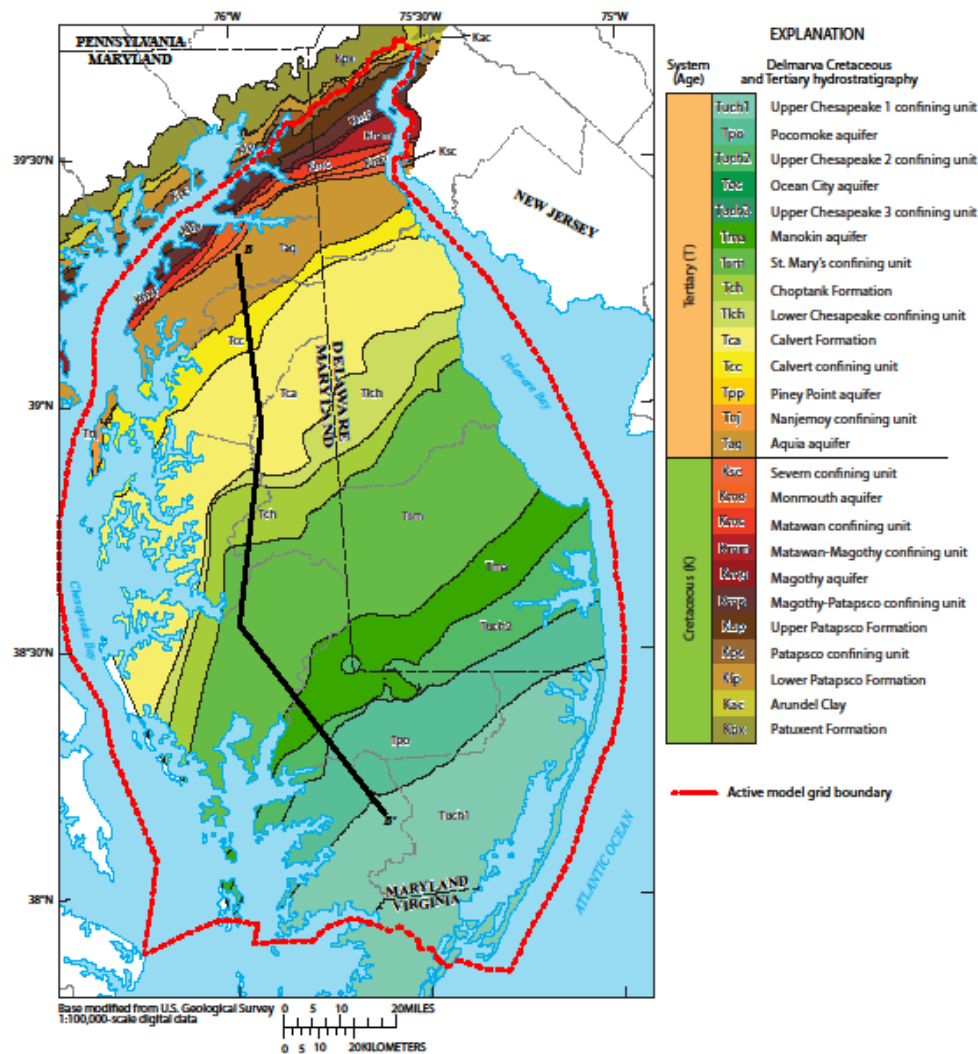 76°W
75°30'W
75°W
PENNSYLVANIA
MARYLAND
Kac
Kpx
Ksc
39°30'N
NEW JERSEY
B
Taq
Tcc
DELAWARE
MARYLAND
Delaware Bay
Tca
Tlch
39°N
Tnj
Tch
Tsm
Tma
Chesapeake Bay
Tuch2
38°30'N
Tpo
Tuch1
B'
ATLANTIC OCEAN
MARYLAND
VIRGINIA
38°N
Base modified from U.S. Geological Survey
1:100,000-scale digital data
0 5 10 20 MILES
0 5 10 20 KILOMETERS
EXPLANATION
System
(Age)
Delmarva Cretaceous
and Tertiary hydrostratigraphy
Tertiary (T)
Tuch1 Upper Chesapeake 1 confining unit
Tpo Pocomoke aquifer
Tuch2 Upper Chesapeake 2 confining unit
Ocean City aquifer
Tuch3 Upper Chesapeake 3 confining unit
Tma Manokin aquifer
Tsm St. Mary's confining unit
Tch Choptank Formation
Tlch Lower Chesapeake confining unit
Tca Calvert Formation
Tcc Calvert confining unit
Tpp Piney Point aquifer
Tnj Nanjemoy confining unit
Taq Aquia aquifer
Cretaceous (K)
Ksc Severn confining unit
Kmo Monmouth aquifer
Kmc Matawan confining unit
Kmm Matawan-Magothy confining unit
Magothy aquifer
Kmp Magothy-Patapsco confining unit
Kup Upper Patapsco Formation
Kpc Patapsco confining unit
Klp Lower Patapsco Formation
Kac Arundel Clay
Kpx Patuxent Formation
Active model grid boundary